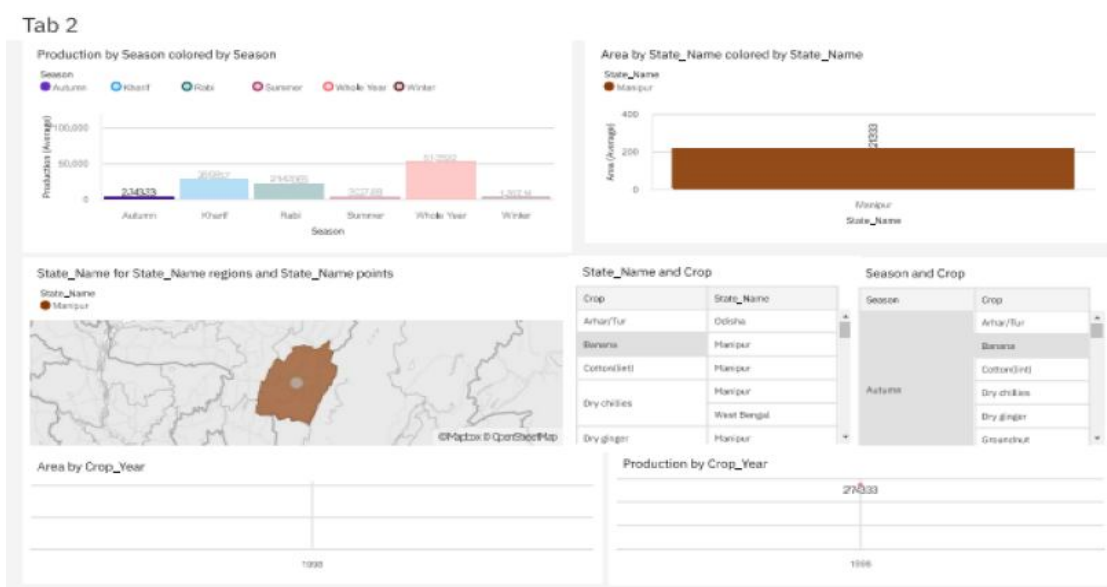 Tab 2
Production by Season colored by Season
Season
Autumn Kharif Rabi Summer Whole Year Winter
Production (Average)
100,000
50,000
0
Autumn Kharif Rabi Summer Whole Year Winter
Season
Area by State_Name colored by State_Name
State_Name
Manipur
Area (Average)
400
200
0
21333
Manipur
State_Name
State_Name for State_Name regions and State_Name points
State_Name
Manipur
©Mapbox © OpenStreetMap
State_Name and Crop
Crop State_Name
Arhar/Tur Odisha
Banana Manipur
Cotton(lint) Manipur
Dry chillies Manipur
West Bengal
Dry ginger Manipur
Season and Crop
Season Crop
Autumn
Arhar/Tur
Banana
Cotton(lint)
Dry chillies
Dry ginger
Groundnut
Area by Crop_Year
1998
Production by Crop_Year
1998